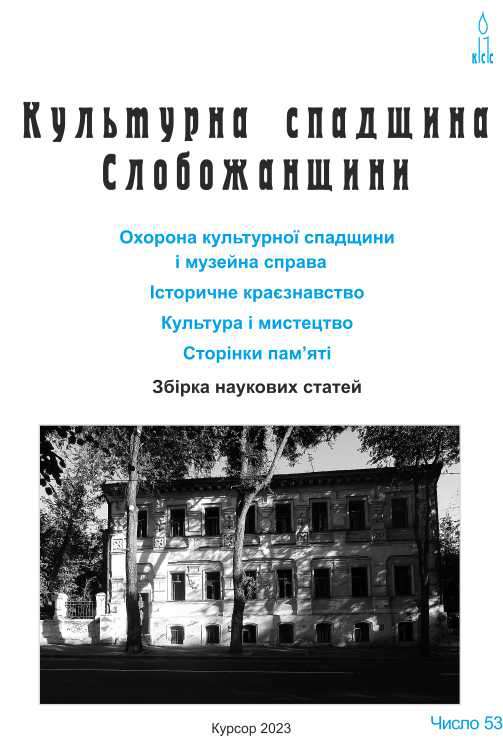 КСС
Культурна спадщина
Слобожанщини
Охорона культурної спадщини
і музейна справа
Історичне краєзнавство
Культура і мистецтво
Сторінки пам’яті
Збірка наукових статей
Курсор 2023
Число 53